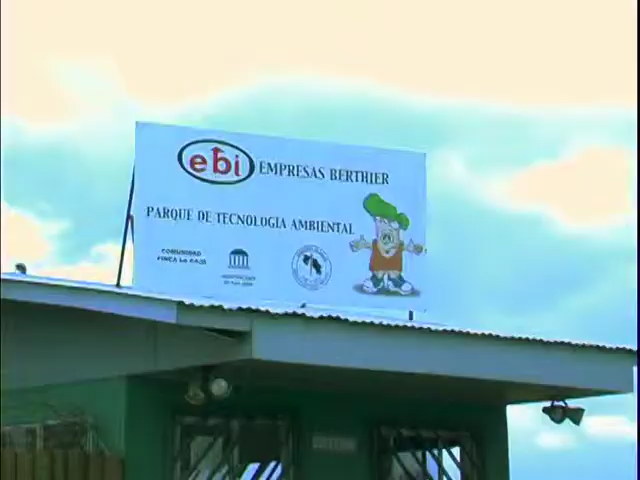 ebi EMPRESAS BERTHIER
PARQUE DE TECNOLOGIA AMBIENTAL
COMUNIDAD
FINCA LA CAJA